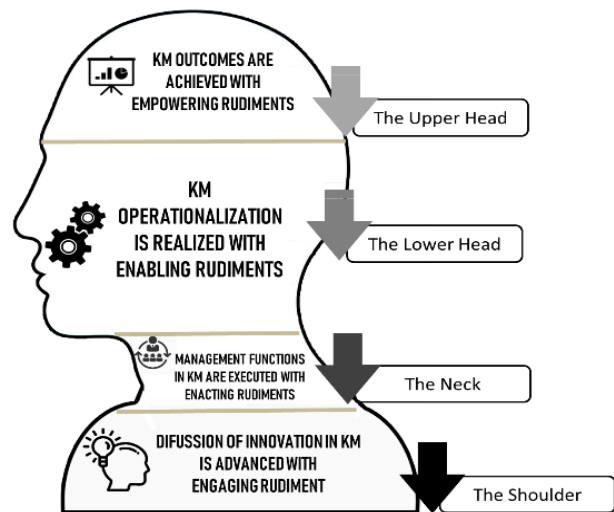 KM OUTCOMES ARE
ACHIEVED WITH
EMPOWERING RUDIMENTS
The Upper Head
KM
OPERATIONALIZATION
IS REALIZED WITH
ENABLING RUDIMENTS
The Lower Head
MANAGEMENT FUNCTIONS
IN KM ARE EXECUTED WITH
ENACTING RUDIMENTS
The Neck
DIFUSSION OF INNOVATION IN KM
IS ADVANCED WITH
ENGAGING RUDIMENT
The Shoulder